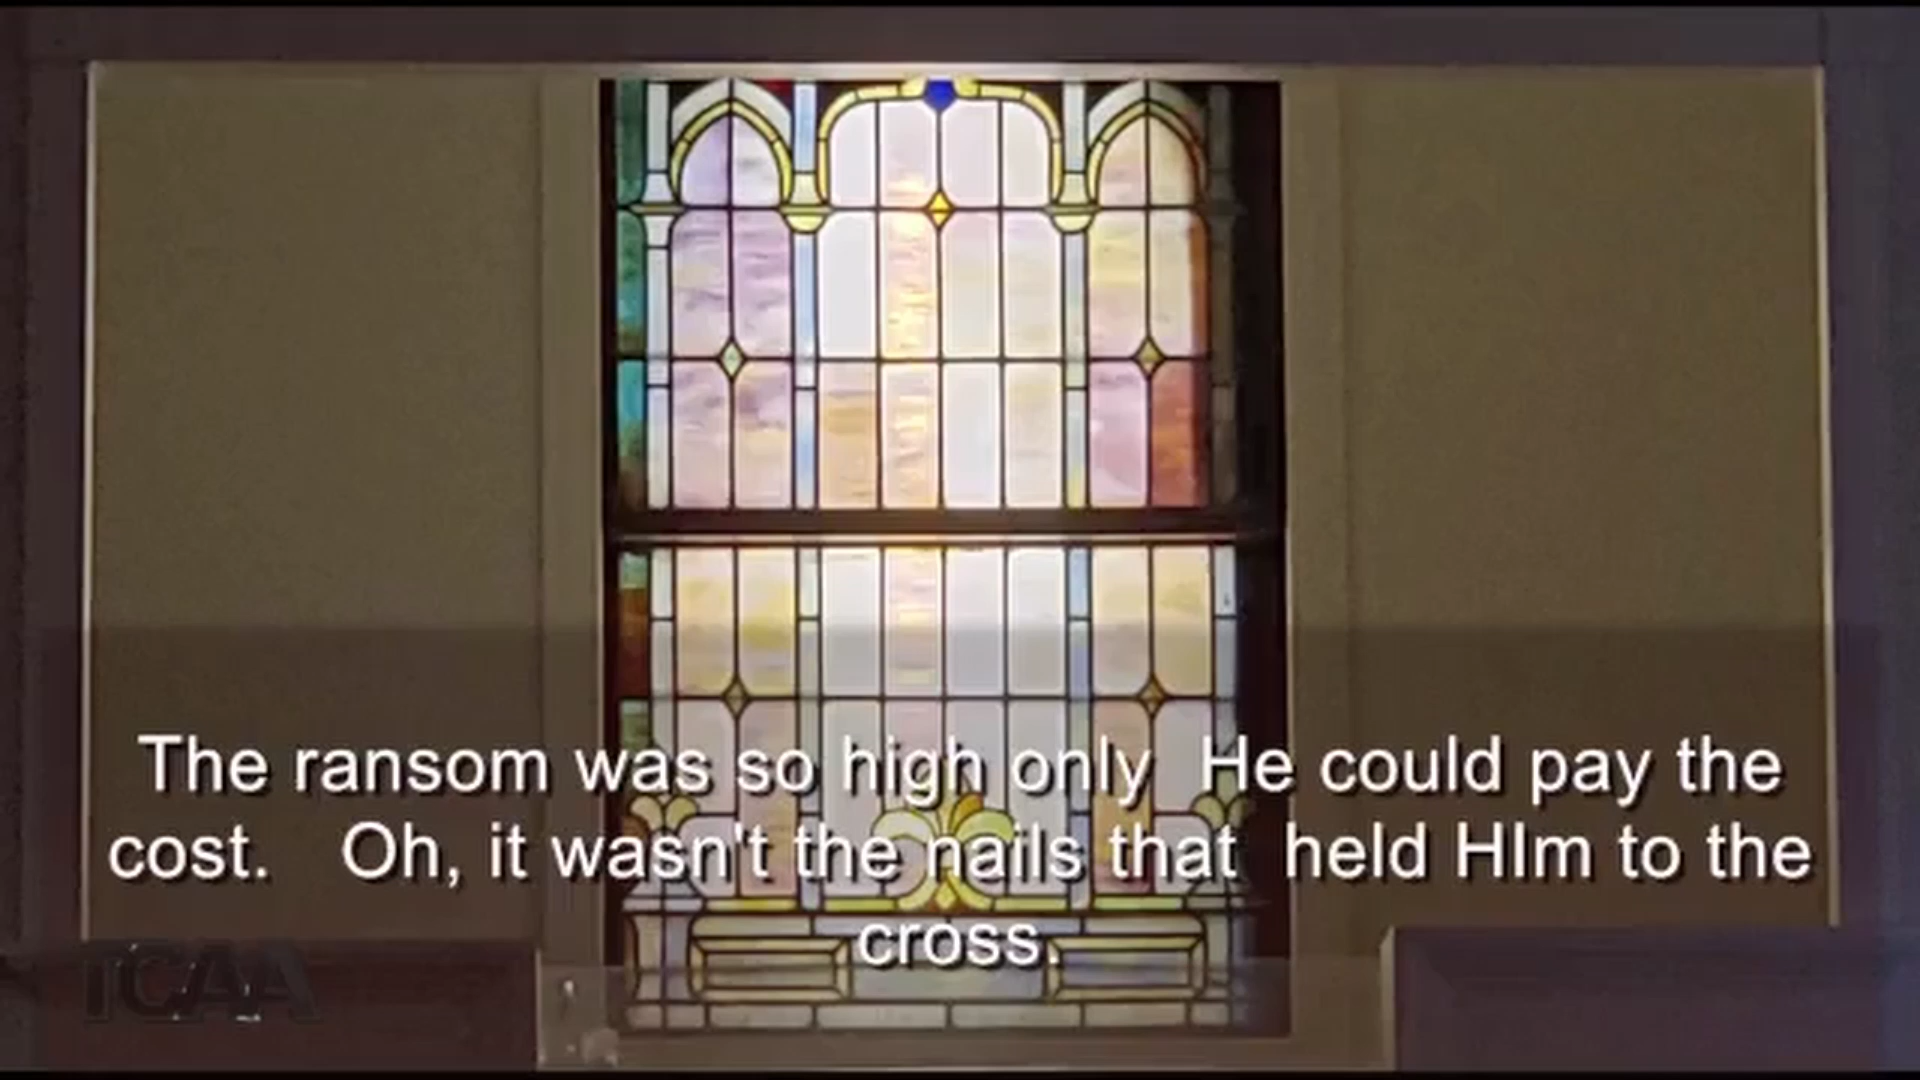 The ransom was so high only  He could pay the
cost.   Oh, it wasn't the nails that  held HIm to the
cross.
TCAA